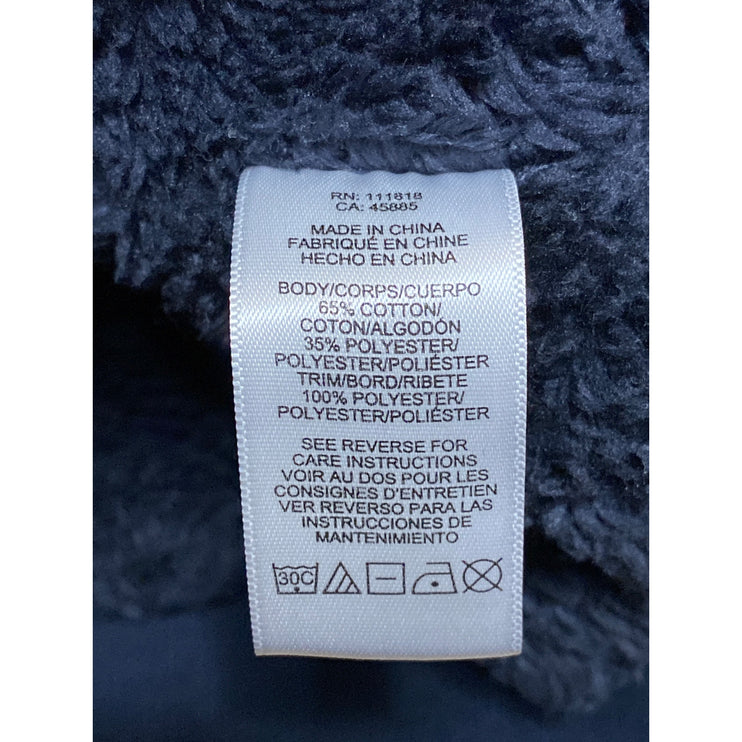 RN: 111818
CA: 45885
MADE IN CHINA
FABRIQUÉ EN CHINE
HECHO EN CHINA
BODY/CORPS/CUERPO
65% COTTON/
COTON/ALGODÓN
35% POLYESTER/
POLYESTER/POLIÉSTER
TRIM/BORD/RIBETE
100% POLYESTER/
POLYESTER/POLIÉSTER
SEE REVERSE FOR
CARE INSTRUCTIONS
VOIR AU DOS POUR LES
CONSIGNES D'ENTRETIEN
VER REVERSO PARA LAS
INSTRUCCIONES DE
MANTENIMIENTO
30C